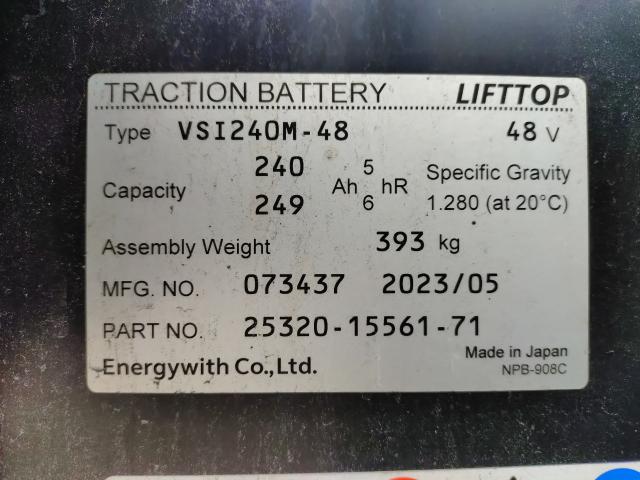 TRACTION BATTERY LIFTTOP
Type VSI240M-48 48 V
Capacity 240 Ah 5 hR Specific Gravity
249 6 1.280 (at 20°C)
Assembly Weight 393 kg
MFG. NO. 073437 2023/05
PART NO. 25320-15561-71
Energywith Co.,Ltd. Made in Japan
NPB-908C